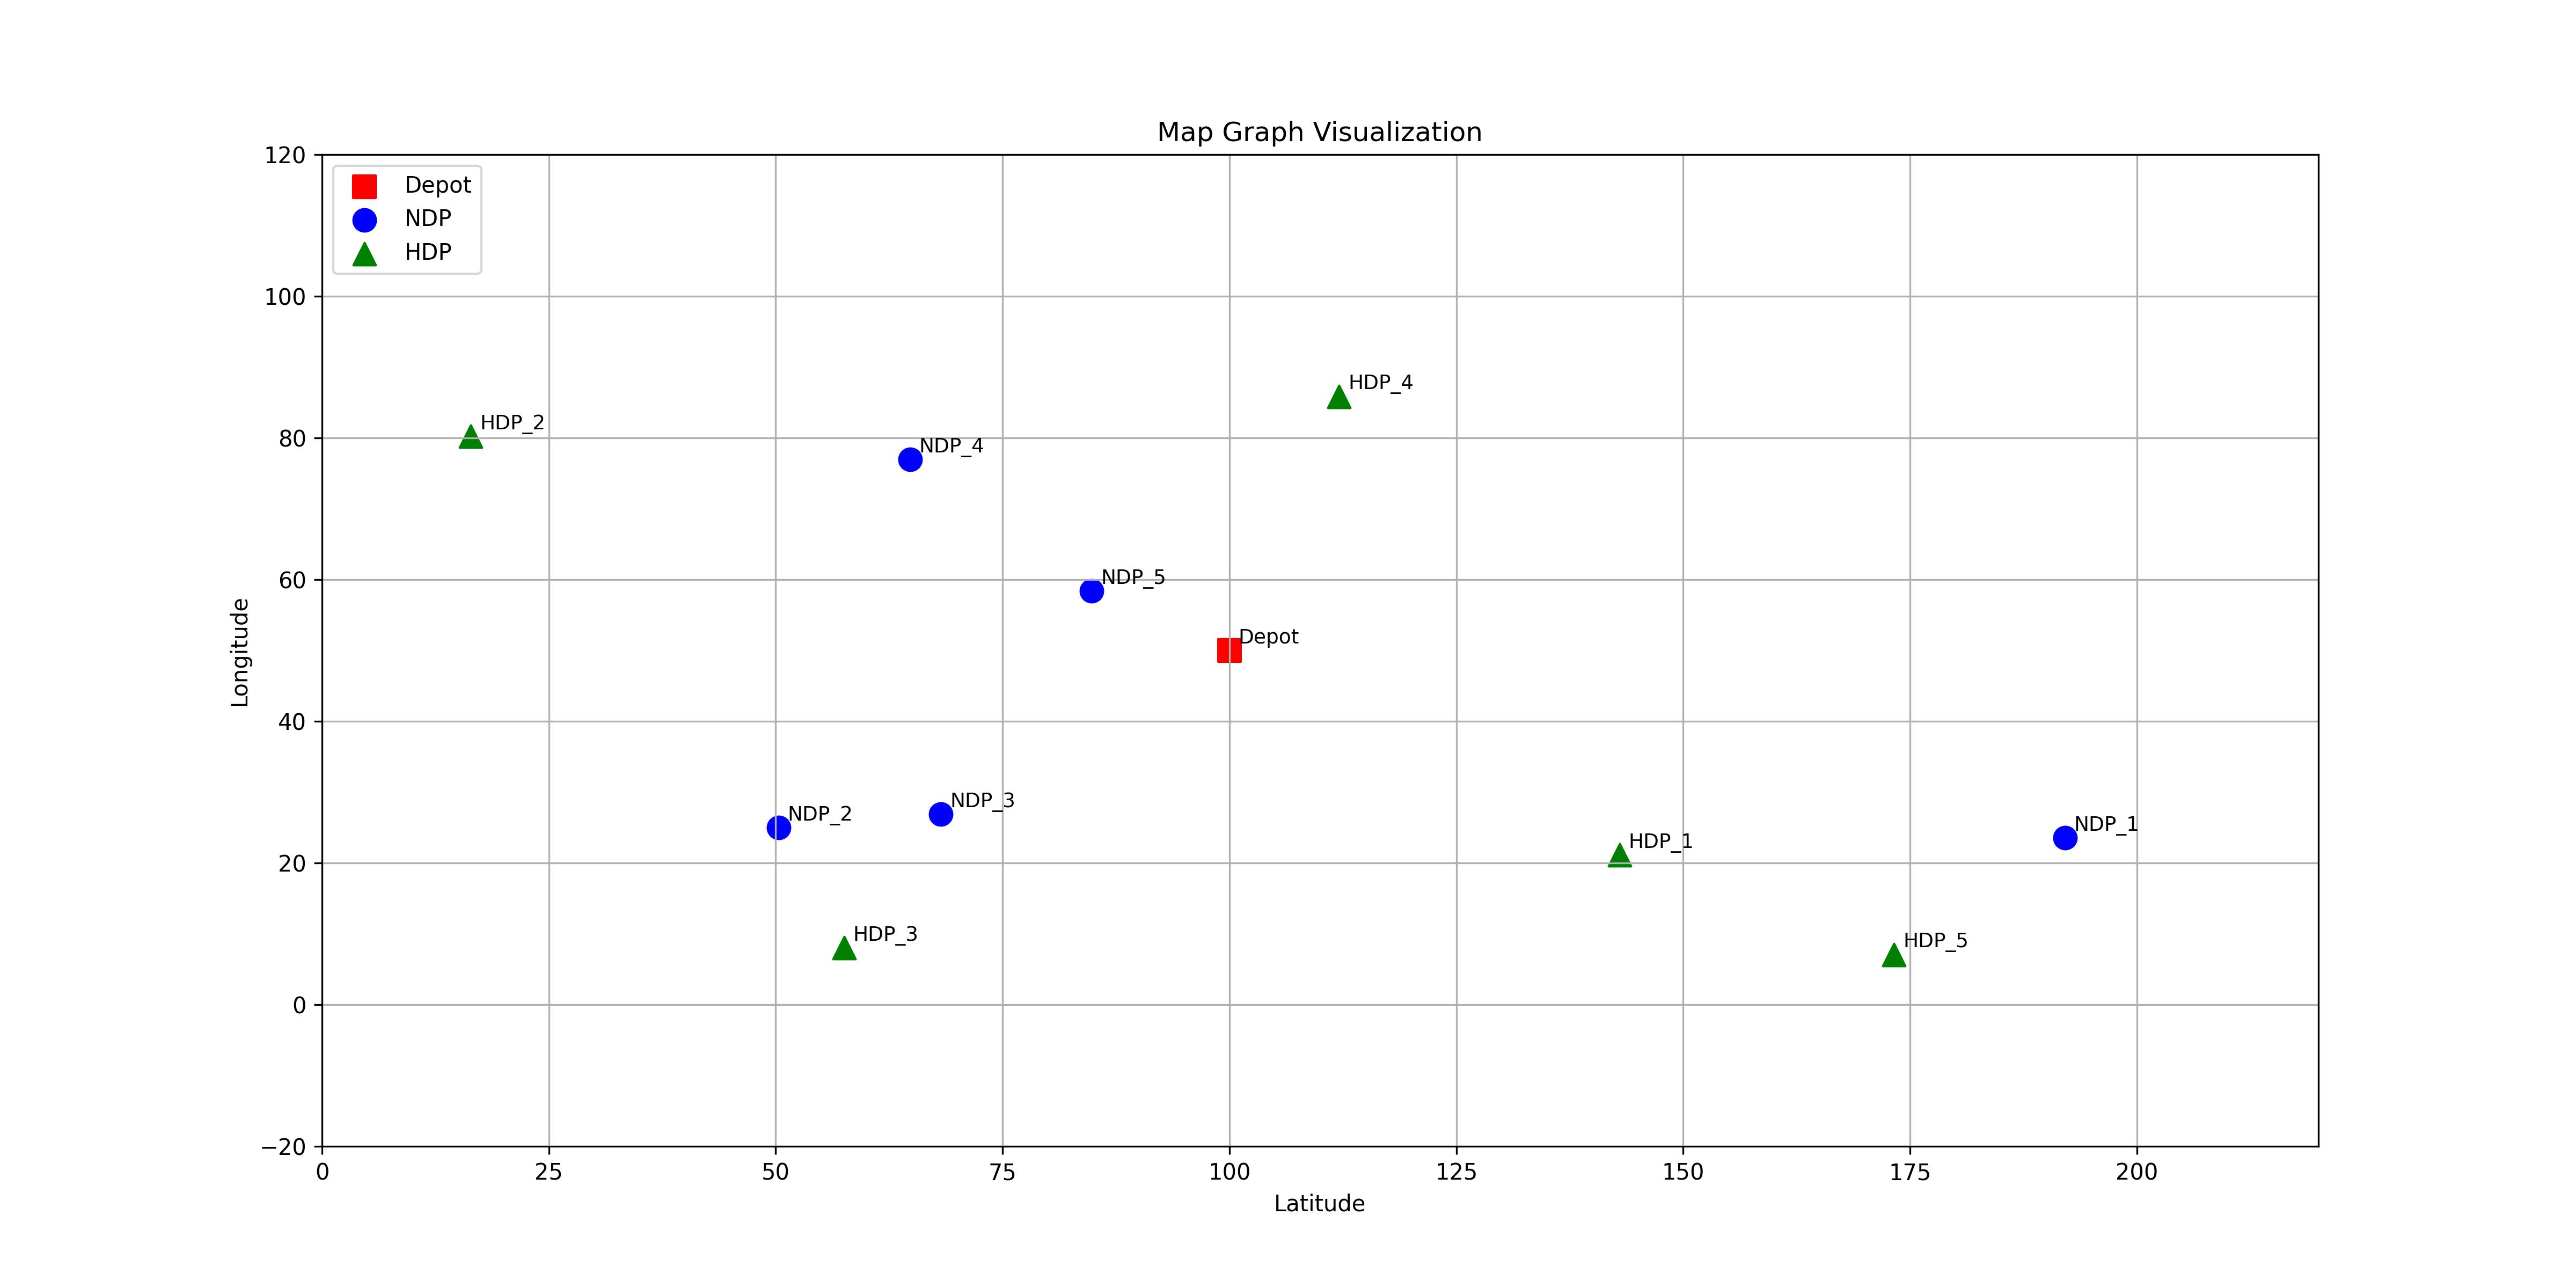 Map Graph Visualization
120
100
80
60
40
20
0
−20
Longitude
Depot
NDP
HDP
HDP_4
HDP_2
NDP_4
NDP_5
Depot
NDP_3
NDP_2
NDP_1
HDP_1
HDP_3
HDP_5
0 25 50 75 100 125 150 175 200
Latitude